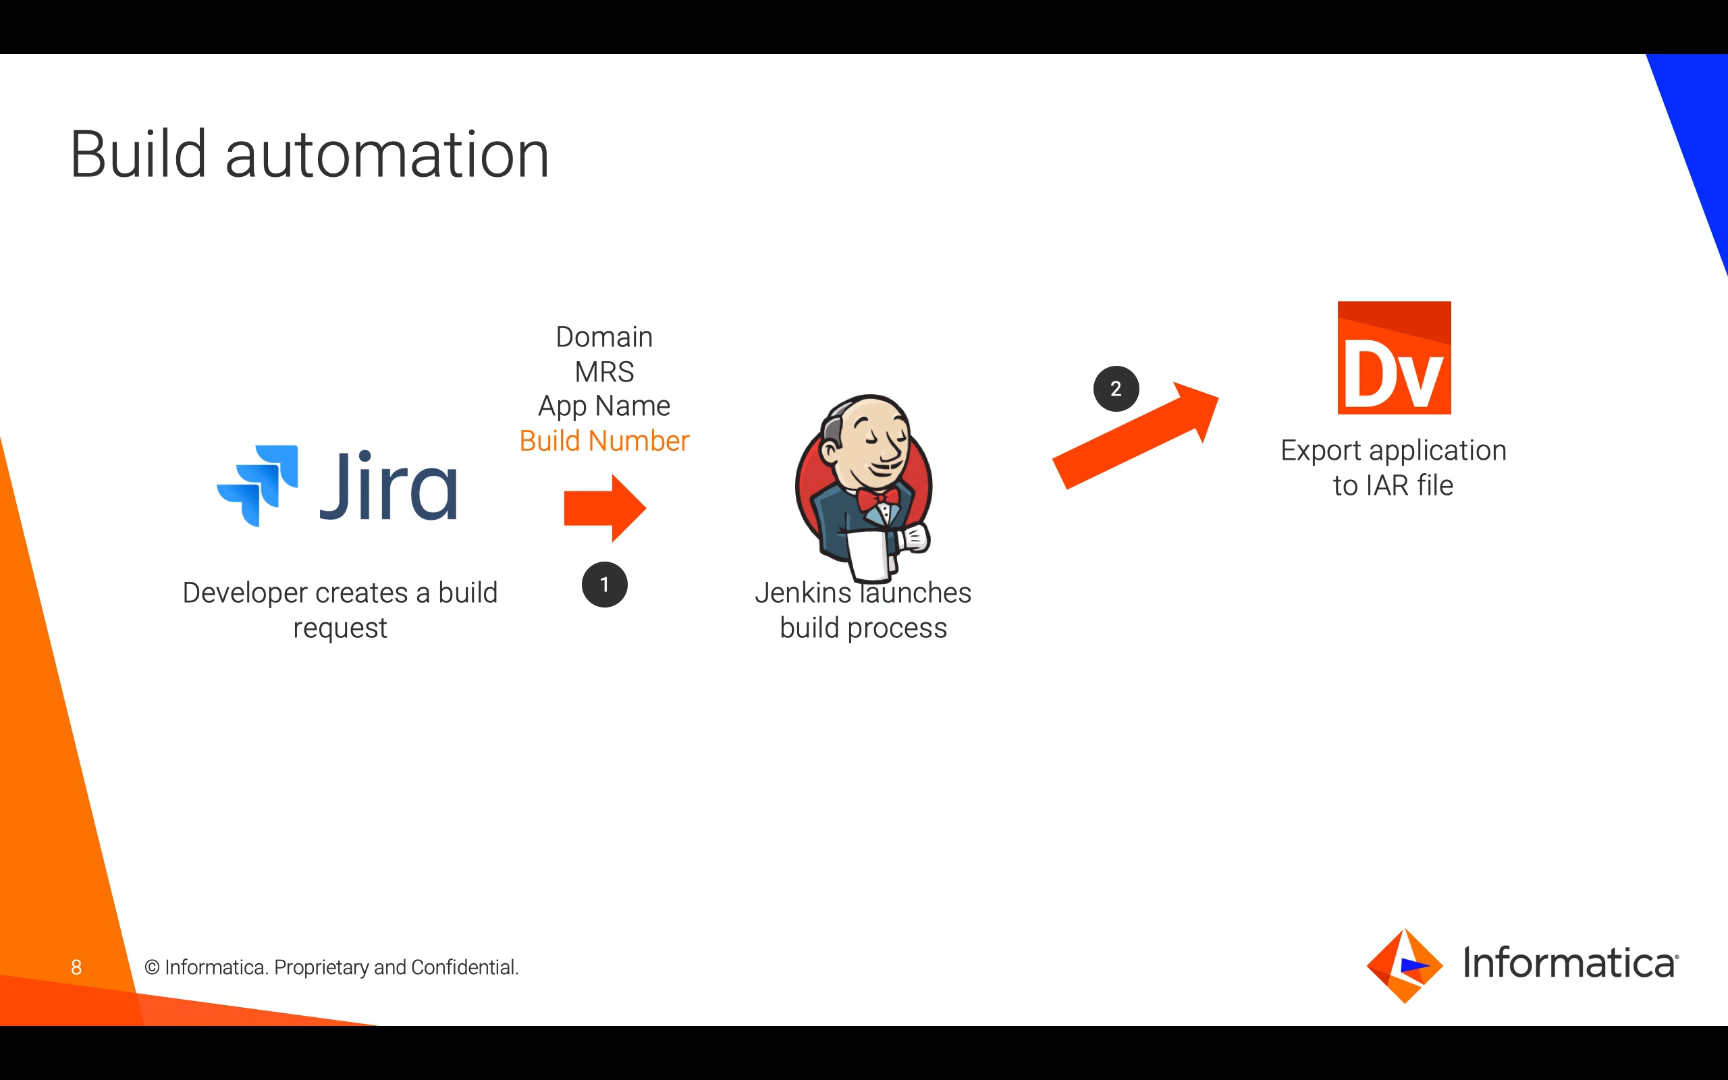 Build automation
Domain
MRS
App Name
Build Number
Jira
1
Developer creates a build
request
Jenkins launches
build process
2
Dv
Export application
to IAR file
8
© Informatica. Proprietary and Confidential.
Informatica